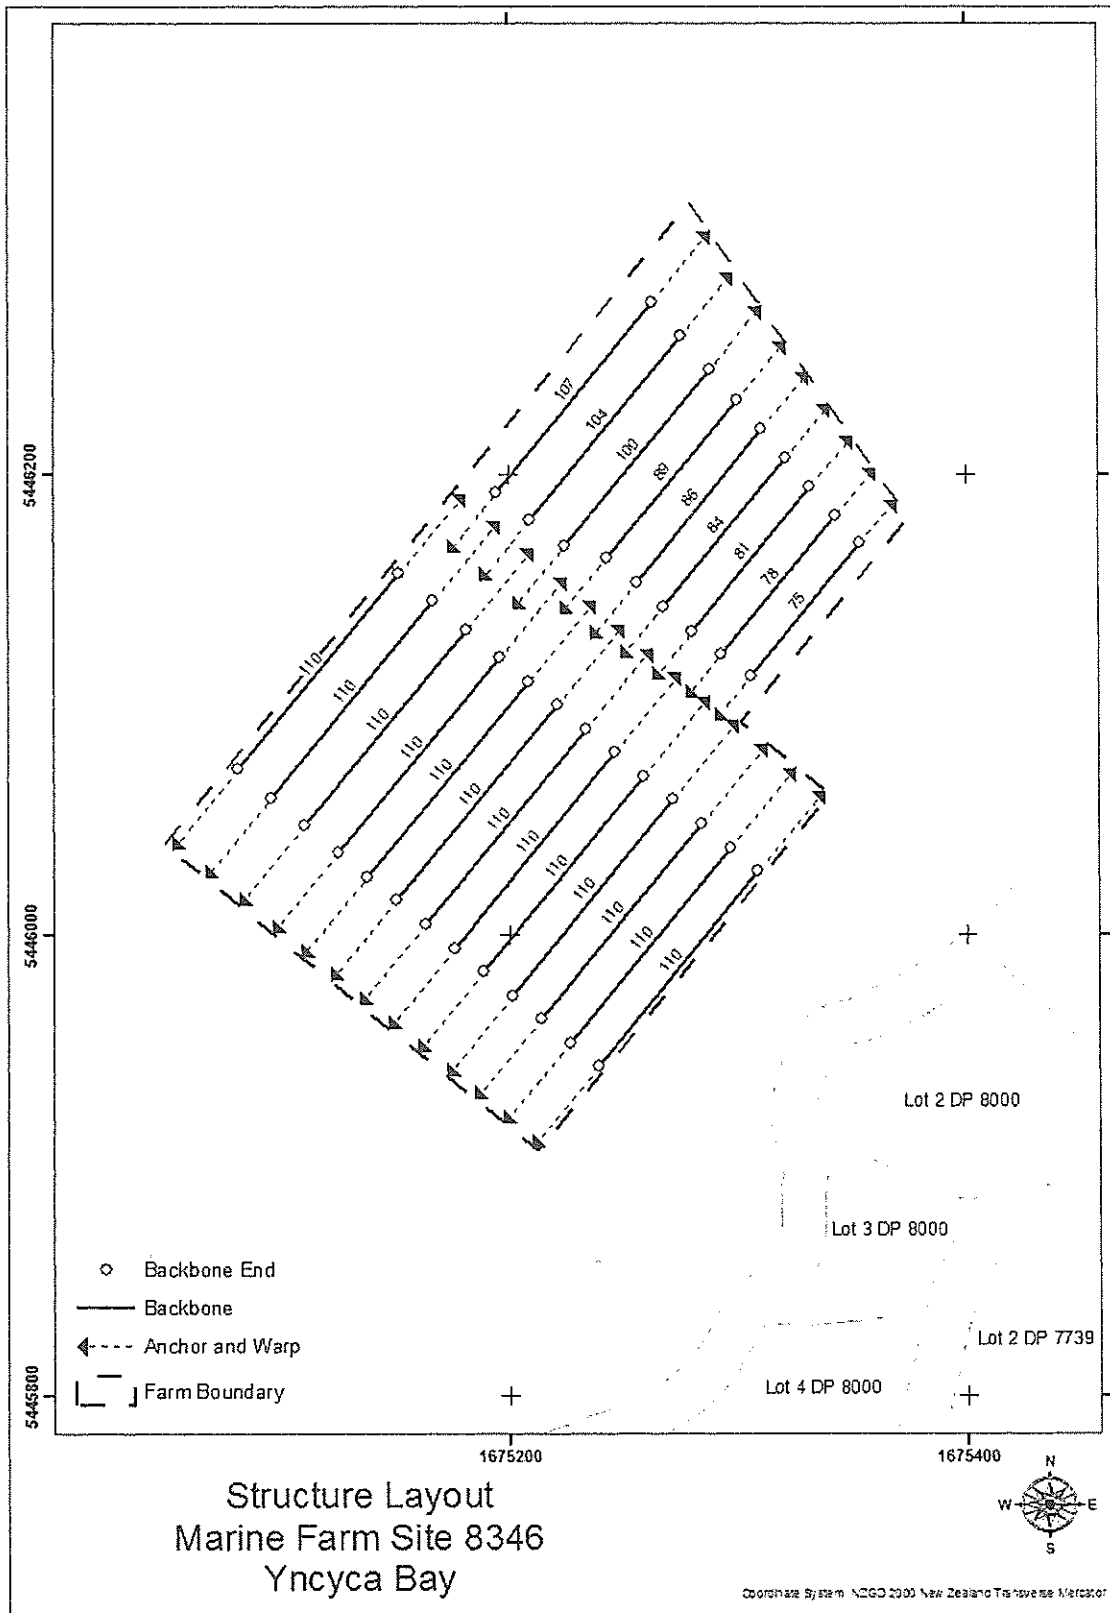 107
104
100
89
86
84
81
78
75
110
110
110
110
110
110
110
110
110
110
110
110
110
5446200
5446000
5445800
Lot 2 DP 8000
Lot 3 DP 8000
Lot 2 DP 7739
Lot 4 DP 8000
Backbone End
Backbone
Anchor and Warp
Farm Boundary
1675200
1675400
Structure Layout
Marine Farm Site 8346
Yncyca Bay
N
W
E
S
Coordinate System NZGD 2000 New Zealand Transverse Mercator